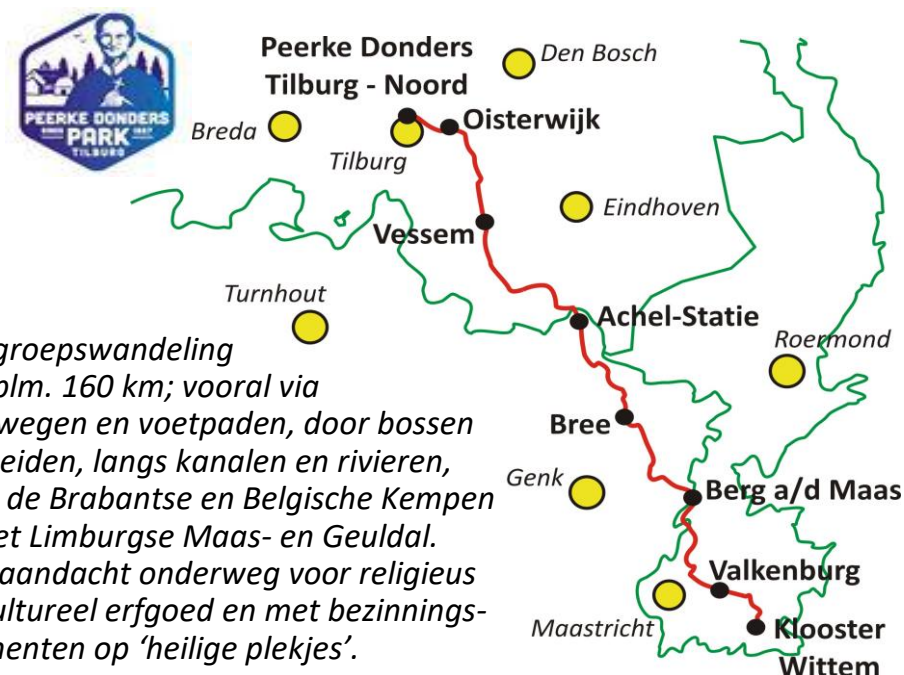 PEERKE DONDERS
PARK
TILBURG
Peerke Donders
Tilburg - Noord
Den Bosch
Breda
Oisterwijk
Tilburg
Eindhoven
Vessem
Turnhout
Achel-Statie
Roermond
Bree
Genk
Berg a/d Maas
Valkenburg
Maastricht
Klooster
Wittem
groepswandeling
plm. 160 km; vooral via
wegen en voetpaden, door bossen
eiden, langs kanalen en rivieren,
de Brabantse en Belgische Kempen
et Limburgse Maas- en Geuldal.
aandacht onderweg voor religieus
ultureel erfgoed en met bezinnings-
enten op ‘heilige plekjes’.